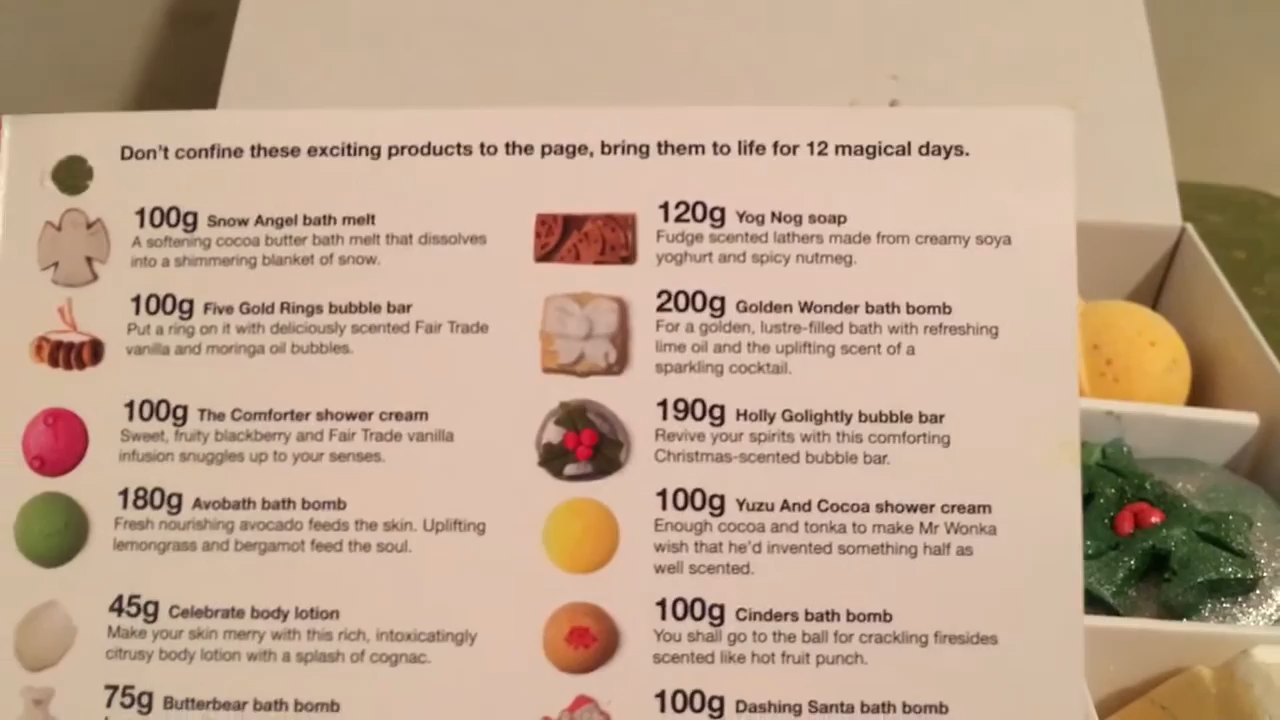 Don't confine these exciting products to the page, bring them to life for 12 magical days.
100g Snow Angel bath melt
A softening cocoa butter bath melt that dissolves
into a shimmering blanket of snow.
100g Five Gold Rings bubble bar
Put a ring on it with deliciously scented Fair Trade
vanilla and moringa oil bubbles.
100g The Comforter shower cream
Sweet, fruity blackberry and Fair Trade vanilla
infusion snuggles up to your senses.
180g Avobath bath bomb
Fresh nourishing avocado feeds the skin. Uplifting
lemongrass and bergamot feed the soul.
45g Celebrate body lotion
Make your skin merry with this rich, intoxicatingly
citrusy body lotion with a splash of cognac.
75g Butterbear bath bomb
120g Yog Nog soap
Fudge scented lathers made from creamy soya
yoghurt and spicy nutmeg.
200g Golden Wonder bath bomb
For a golden, lustre-filled bath with refreshing
lime oil and the uplifting scent of a
sparkling cocktail.
190g Holly Golightly bubble bar
Revive your spirits with this comforting
Christmas-scented bubble bar.
100g Yuzu And Cocoa shower cream
Enough cocoa and tonka to make Mr Wonka
wish that he'd invented something half as
well scented.
100g Cinders bath bomb
You shall go to the ball for crackling firesides
scented like hot fruit punch.
100g Dashing Santa bath bomb